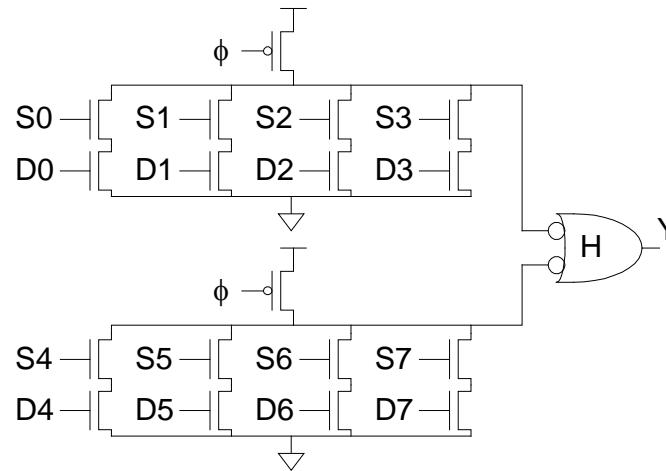 ϕ
S0 S1 S2 S3
D0 D1 D2 D3
H Y
ϕ
S4 S5 S6 S7
D4 D5 D6 D7